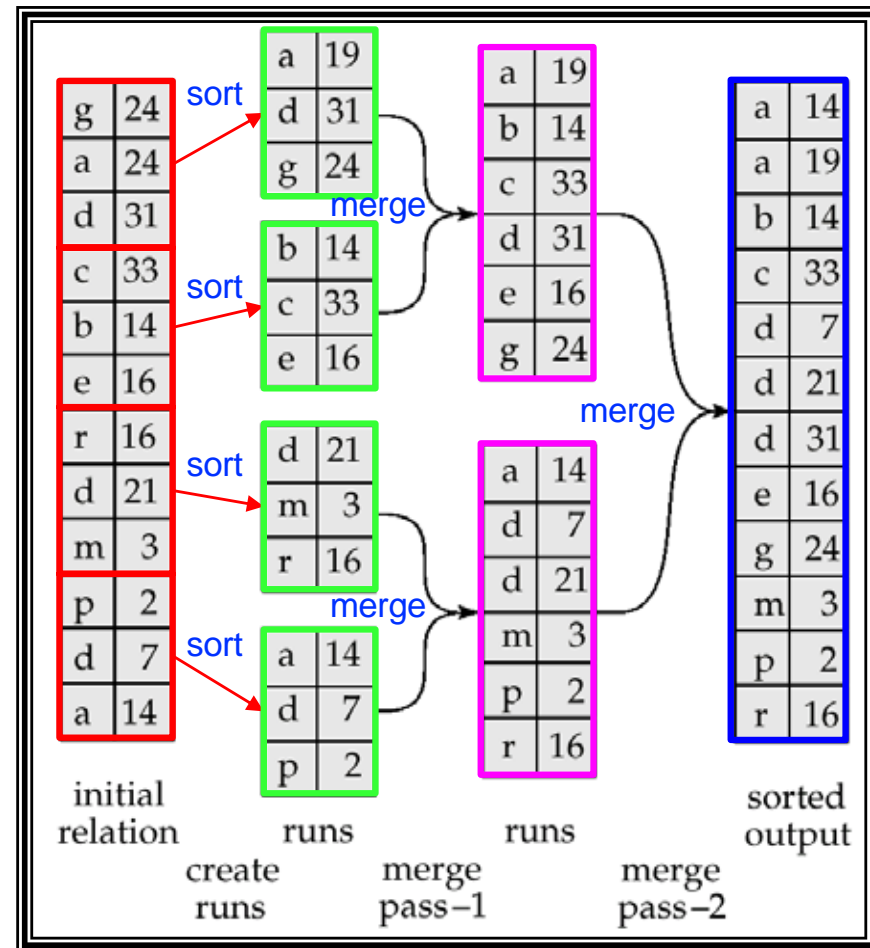 g 24
a 24
d 31
c 33
b 14
e 16
r 16
d 21
m 3
p 2
d 7
a 14
initial
relation
sort
sort
sort
sort
create
runs
a 19
d 31
g 24
b 14
c 33
e 16
d 21
m 3
r 16
a 14
d 7
p 2
runs
merge
merge
merge
pass–1
a 19
b 14
c 33
d 31
e 16
g 24
a 14
d 7
d 21
m 3
p 2
r 16
runs
merge
merge
pass–2
a 14
a 19
b 14
c 33
d 7
d 21
d 31
e 16
g 24
m 3
p 2
r 16
sorted
output